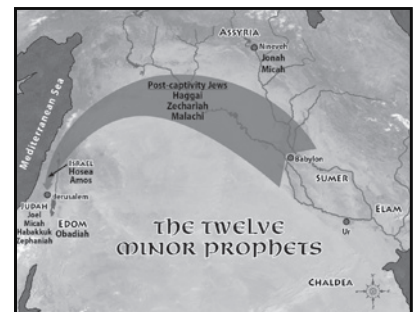 ASSYRIA
Nineveh
Jonah
Micah
Post-captivity Jews
Haggai
Zechariah
Malachi
Mediterranean Sea
Babylon
ISRAEL
Hosea
Amos
SUMER
Jerusalem
ELAM
JUDAH
Joel
Micah
Habakkuk
Zephaniah
EDOM
Obadiah
Ur
THE TWELVE
MINOR PROPHETS
CHALDEA